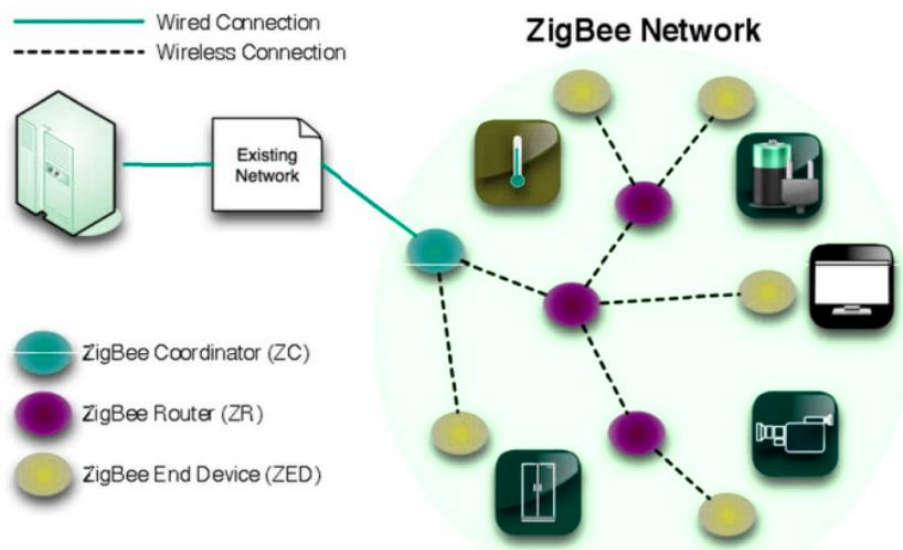 Wired Connection
Wireless Connection
ZigBee Network
Existing
Network
ZigBee Coordinator (ZC)
ZigBee Router (ZR)
ZigBee End Device (ZED)